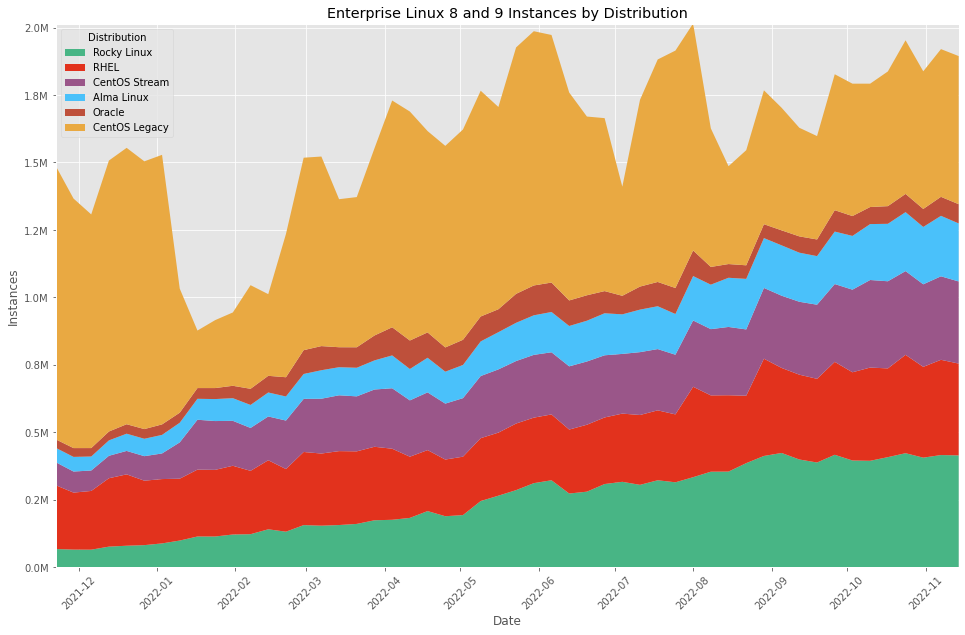 Enterprise Linux 8 and 9 Instances by Distribution
2.0M
1.8M
1.5M
1.2M
1.0M
0.8M
0.5M
0.2M
0.0M
Instances
Distribution
Rocky Linux
RHEL
CentOS Stream
Alma Linux
Oracle
CentOS Legacy
2021-12
2022-01
2022-02
2022-03
2022-04
2022-05
2022-06
2022-07
2022-08
2022-09
2022-10
2022-11
Date